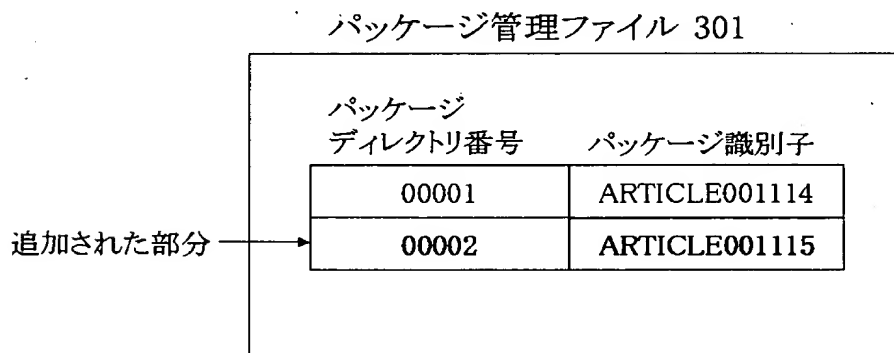 パッケージ管理ファイル 301
パッケージ
ディレクトリ番号 パッケージ識別子
00001 ARTICLE001114
追加された部分 00002 ARTICLE001115